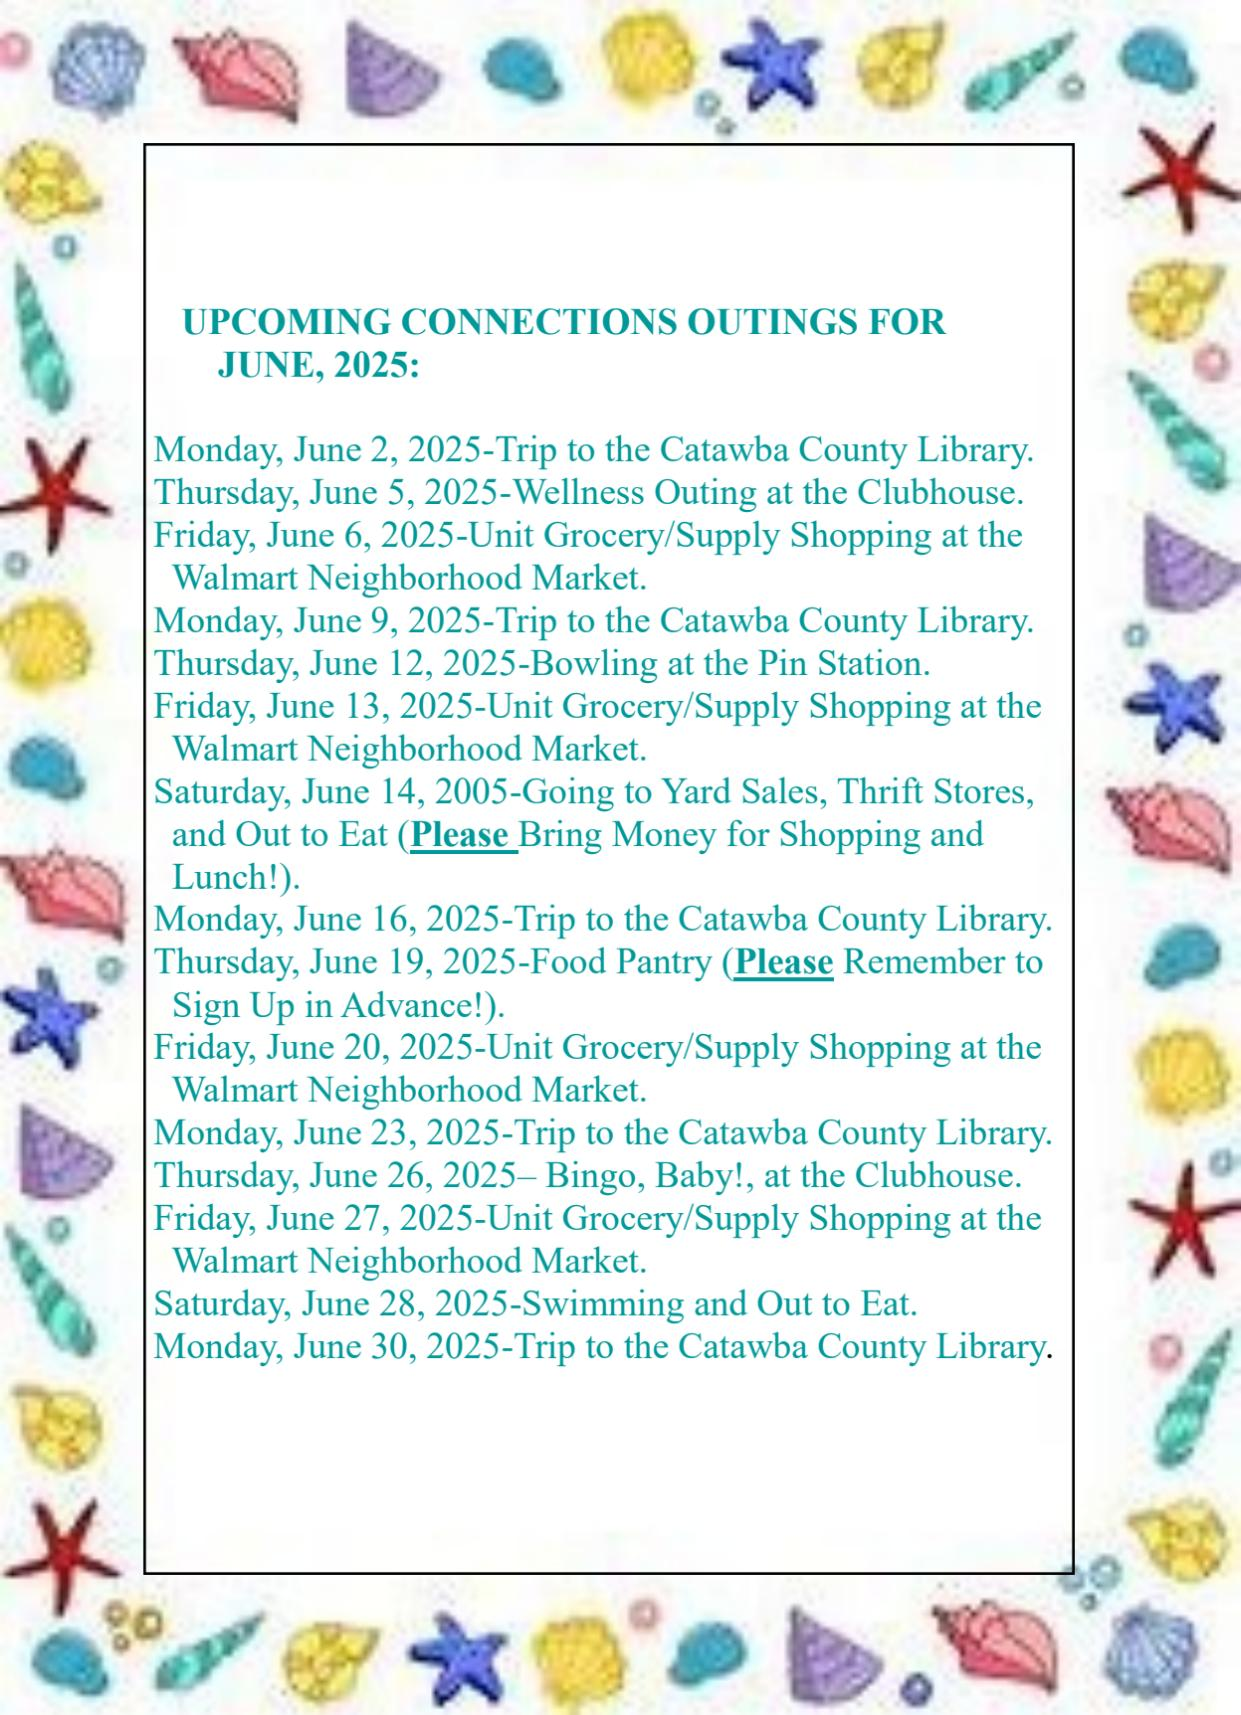 UPCOMING CONNECTIONS OUTINGS FOR
JUNE, 2025:
Monday, June 2, 2025-Trip to the Catawba County Library.
Thursday, June 5, 2025-Wellness Outing at the Clubhouse.
Friday, June 6, 2025-Unit Grocery/Supply Shopping at the
Walmart Neighborhood Market.
Monday, June 9, 2025-Trip to the Catawba County Library.
Thursday, June 12, 2025-Bowling at the Pin Station.
Friday, June 13, 2025-Unit Grocery/Supply Shopping at the
Walmart Neighborhood Market.
Saturday, June 14, 2005-Going to Yard Sales, Thrift Stores,
and Out to Eat (Please Bring Money for Shopping and
Lunch!).
Monday, June 16, 2025-Trip to the Catawba County Library.
Thursday, June 19, 2025-Food Pantry (Please Remember to
Sign Up in Advance!).
Friday, June 20, 2025-Unit Grocery/Supply Shopping at the
Walmart Neighborhood Market.
Monday, June 23, 2025-Trip to the Catawba County Library.
Thursday, June 26, 2025– Bingo, Baby!, at the Clubhouse.
Friday, June 27, 2025-Unit Grocery/Supply Shopping at the
Walmart Neighborhood Market.
Saturday, June 28, 2025-Swimming and Out to Eat.
Monday, June 30, 2025-Trip to the Catawba County Library.